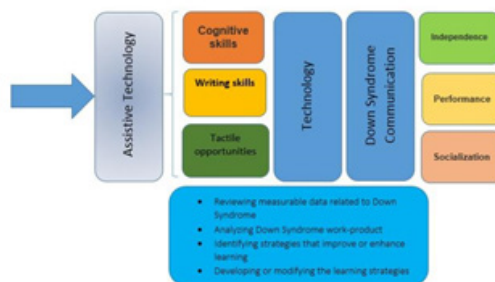 Assistive Technology
Cognitive
skills
Writing skills
Tactile
opportunities
Technology
Down Syndrome
Communication
Independence
Performance
Socialization
• Reviewing measurable data related to Down
Syndrome
• Analyzing Down Syndrome work-product
• Identifying strategies that improve or enhance
learning
• Developing or modifying the learning strategies